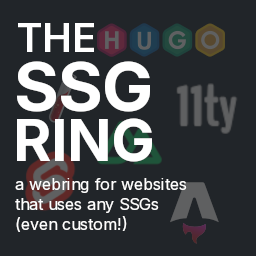 THE
HUGO
SSG
11ty
RING
a webring for websites
that uses any SSGs
(even custom!)